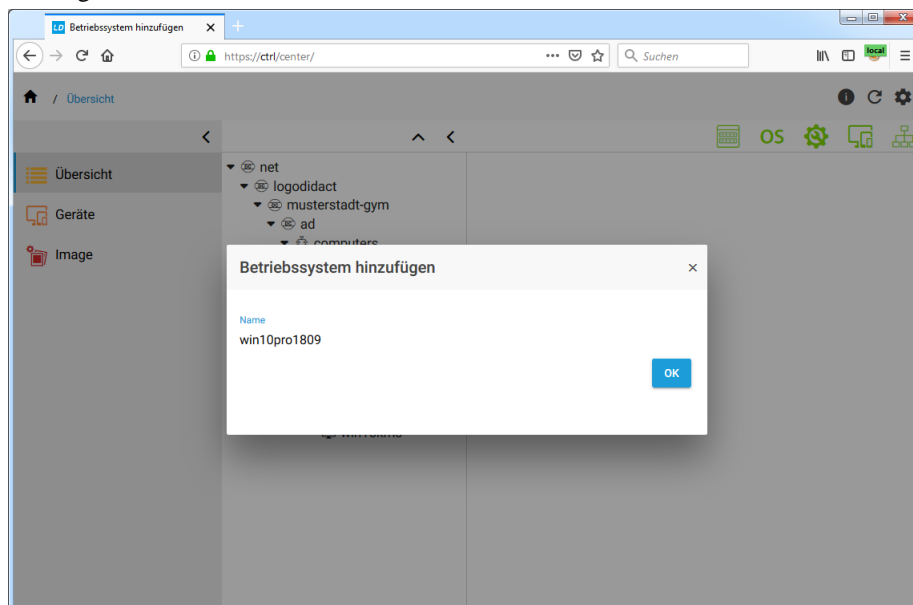 LD Betriebssystem hinzufügen
https://ctrl/center/
Suchen
local
/ Übersicht
OS
Übersicht
Geräte
Image
net
logodidact
musterstadt-gym
ad
computers
Betriebssystem hinzufügen
Name
win10pro1809
OK